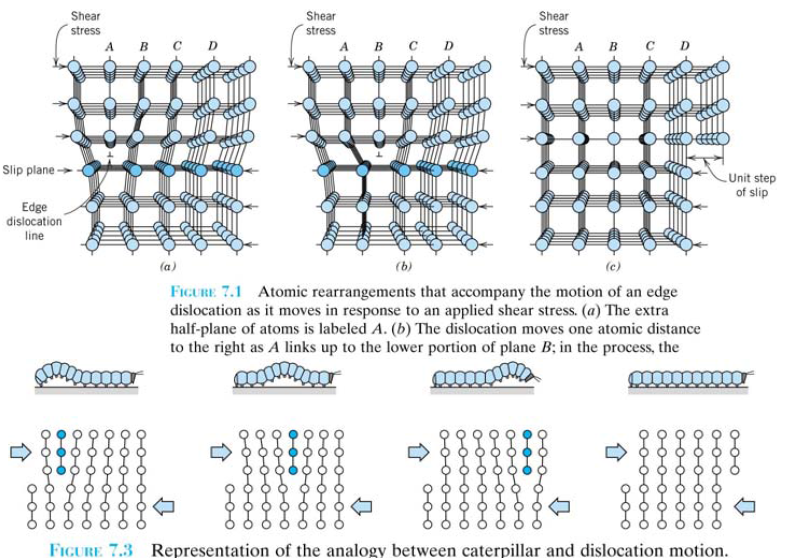 Shear stress
Shear stress
Shear stress
A B C D
A B C D
A B C D
Slip plane
Edge dislocation line
Unit step of slip
(a)
(b)
(c)
FIGURE 7.1 Atomic rearrangements that accompany the motion of an edge
dislocation as it moves in response to an applied shear stress. (a) The extra
half-plane of atoms is labeled A. (b) The dislocation moves one atomic distance
to the right as A links up to the lower portion of plane B; in the process, the
FIGURE 7.3 Representation of the analogy between caterpillar and dislocation motion.